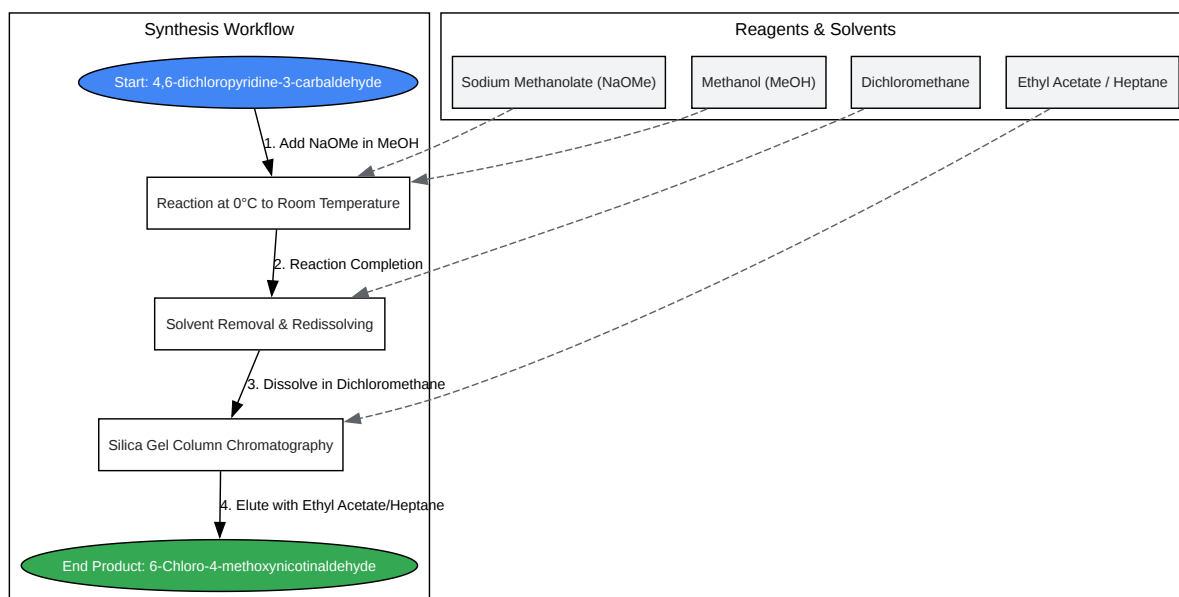 Synthesis Workflow
Start: 4,6-dichloropyridine-3-carbaldehyde
1. Add NaOMe in MeOH
Reaction at 0°C to Room Temperature
2. Reaction Completion
Solvent Removal & Redissolving
3. Dissolve in Dichloromethane
Silica Gel Column Chromatography
4. Elute with Ethyl Acetate/Heptane
End Product: 6-Chloro-4-methoxynicotinaldehyde
Reagents & Solvents
Sodium Methanolate (NaOMe)
Methanol (MeOH)
Dichloromethane
Ethyl Acetate / Heptane